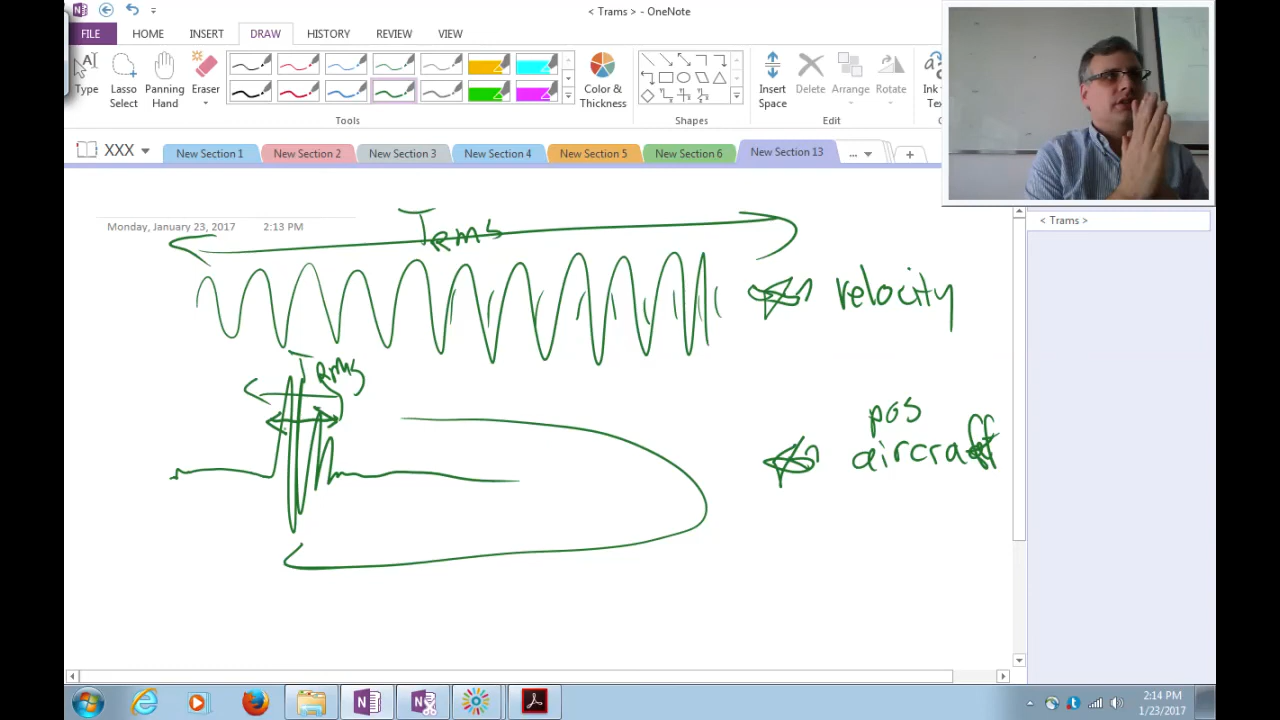 < Trams > - OneNote
FILE HOME INSERT DRAW HISTORY REVIEW VIEW
Type
Lasso Select
Panning Hand
Eraser
Color & Thickness
Insert Space
Delete
Arrange
Rotate
Ink to
Tools
Shapes
Edit
XXX
New Section 1
New Section 2
New Section 3
New Section 4
New Section 5
New Section 6
New Section 13
...
< Trams >
Monday, January 23, 2017 2:13 PM
TRMS
velocity
TRMS
pos
aircraft
2:14 PM
1/23/2017